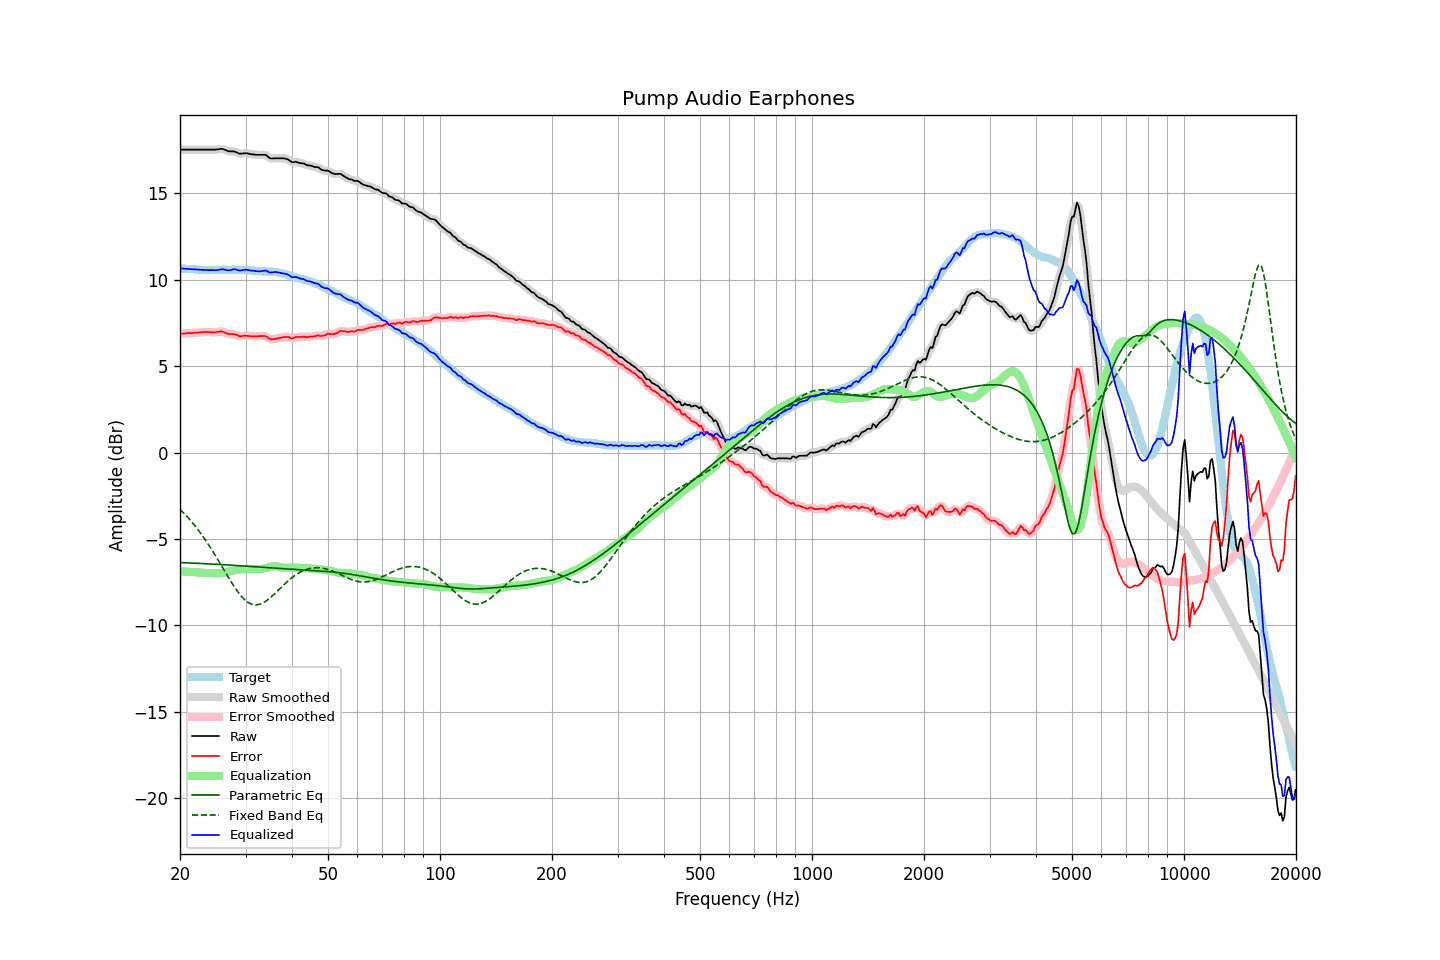 Pump Audio Earphones
Amplitude (dBr)
15
10
5
0
−5
−10
−15
−20
Target
Raw Smoothed
Error Smoothed
Raw
Error
Equalization
Parametric Eq
Fixed Band Eq
Equalized
20 50 100 200 500 1000 2000 5000 10000 20000
Frequency (Hz)